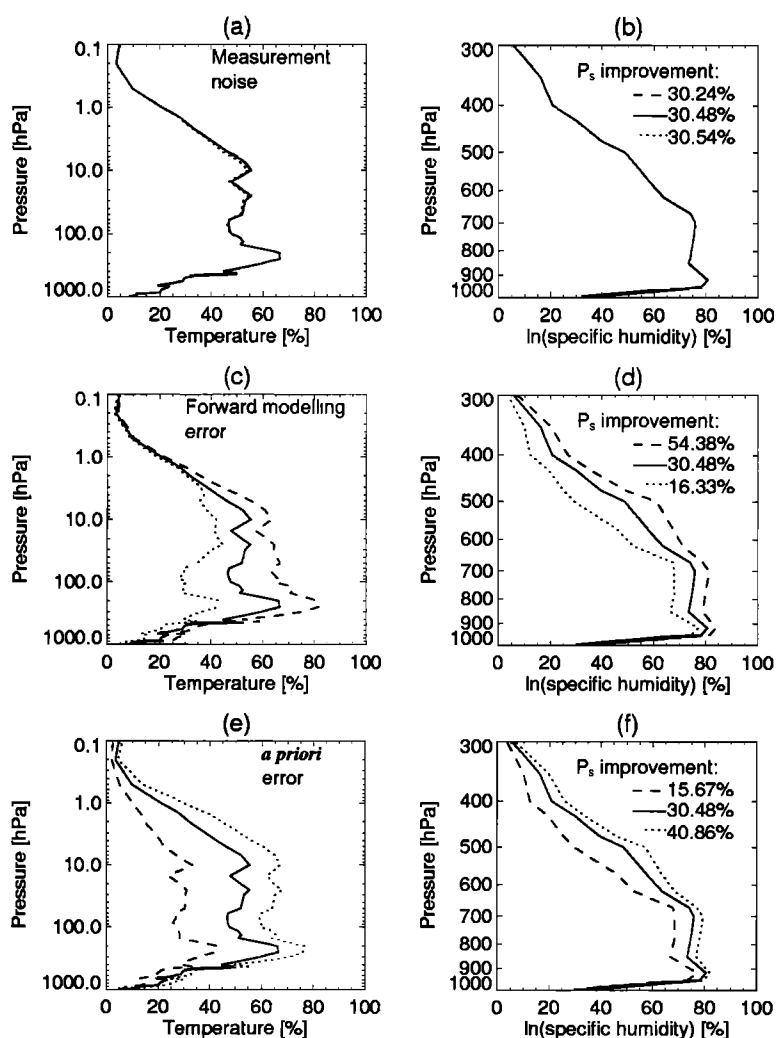 (a)
0.1
1.0
10.0
100.0
1000.0
Pressure [hPa]
Measurement
noise
0 20 40 60 80 100
Temperature [%]
(b)
300
400
500
600
700
800
900
1000
Pressure [hPa]
Ps improvement:
30.24%
30.48%
30.54%
0 20 40 60 80 100
ln(specific humidity) [%]
(c)
0.1
1.0
10.0
100.0
1000.0
Pressure [hPa]
Forward modelling
error
0 20 40 60 80 100
Temperature [%]
(d)
300
400
500
600
700
800
900
1000
Pressure [hPa]
Ps improvement:
54.38%
30.48%
16.33%
0 20 40 60 80 100
ln(specific humidity) [%]
(e)
0.1
1.0
10.0
100.0
1000.0
Pressure [hPa]
a priori
error
0 20 40 60 80 100
Temperature [%]
(f)
300
400
500
600
700
800
900
1000
Pressure [hPa]
Ps improvement:
15.67%
30.48%
40.86%
0 20 40 60 80 100
ln(specific humidity) [%]